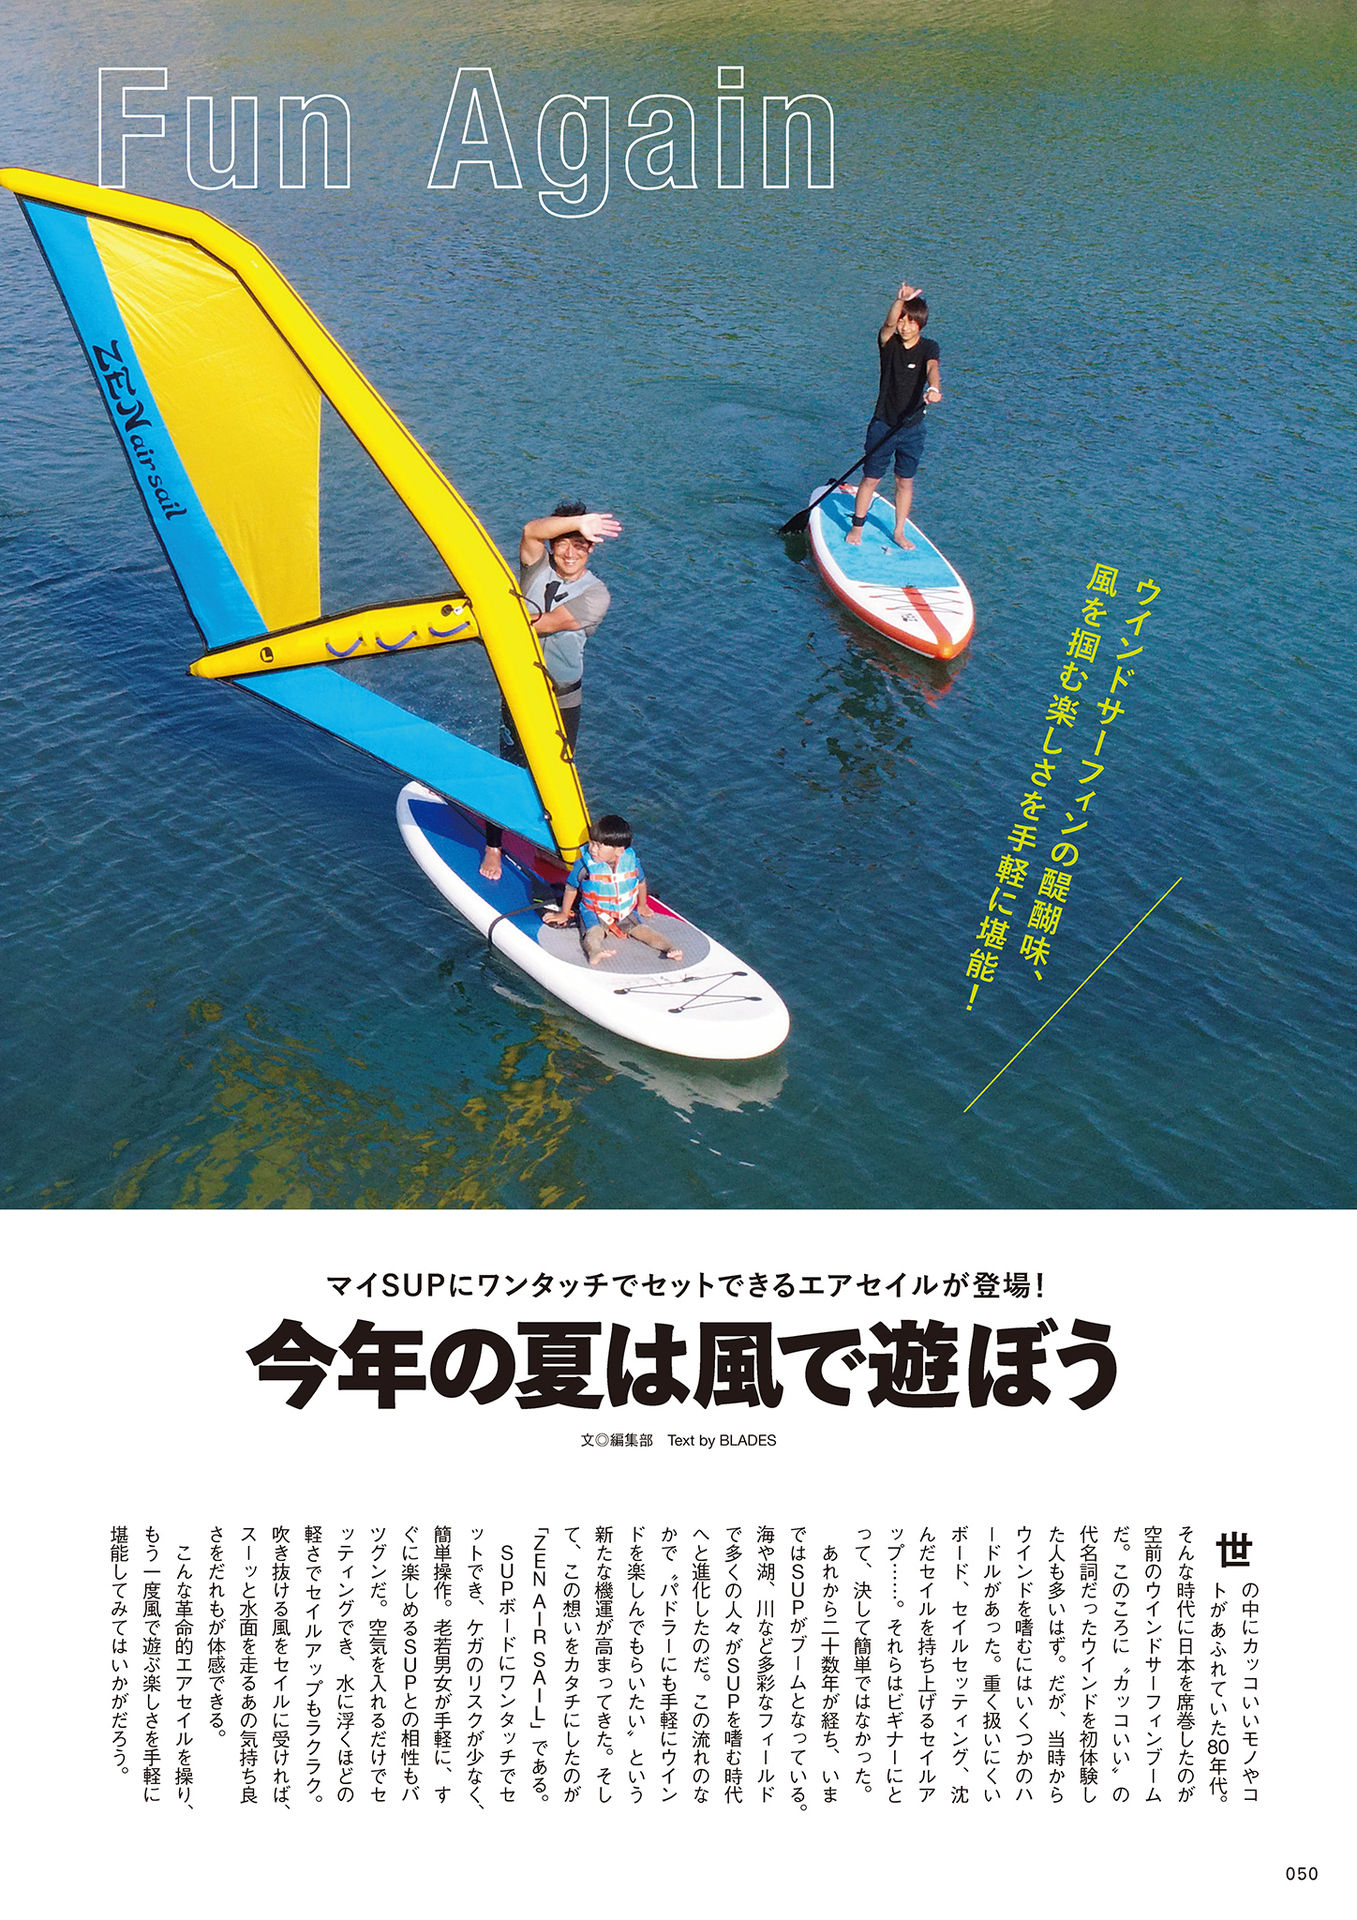 Fun Again
ZEN air sail
ウインドサーフィンの醍醐味、
風を掴む楽しさを手軽に堪能！
マイSUPにワンタッチでセットできるエアセイルが登場！
今年の夏は風で遊ぼう
文◎編集部　Text by BLADES
世の中にカッコいいモノやコ
トがあふれていた80年代。
そんな時代に日本を席巻したのが
空前のウインドサーフィンブーム
だ。このころに〝カッコいい〟の
代名詞だったウインドを初体験し
た人も多いはず。だが、当時から
ウインドを嗜むにはいくつかのハ
ードルがあった。重く扱いにくい
ボード、セイルセッティング、沈
んだセイルを持ち上げるセイルア
ップ……。それらはビギナーにと
って、決して簡単ではなかった。
あれから二十数年が経ち、いま
ではSUPがブームとなっている。
海や湖、川など多彩なフィールド
で多くの人々がSUPを嗜む時代
へと進化したのだ。この流れのな
かで〝パドラーにも手軽にウイン
ドを楽しんでもらいたい〟という
新たな機運が高まってきた。そし
て、この想いをカタチにしたのが
「ZEN AIR SAIL」である。
SUPボードにワンタッチでセ
ットでき、ケガのリスクが少なく、
簡単操作。老若男女が手軽に、す
ぐに楽しめるSUPとの相性もバ
ツグンだ。空気を入れるだけでセ
ッティングでき、水に浮くほどの
軽さでセイルアップもラクラク。
吹き抜ける風をセイルに受ければ、
スーッと水面を走るあの気持ち良
さをだれもが体感できる。
こんな革命的エアセイルを操り、
もう一度風で遊ぶ楽しさを手軽に
堪能してみてはいかがだろう。
050